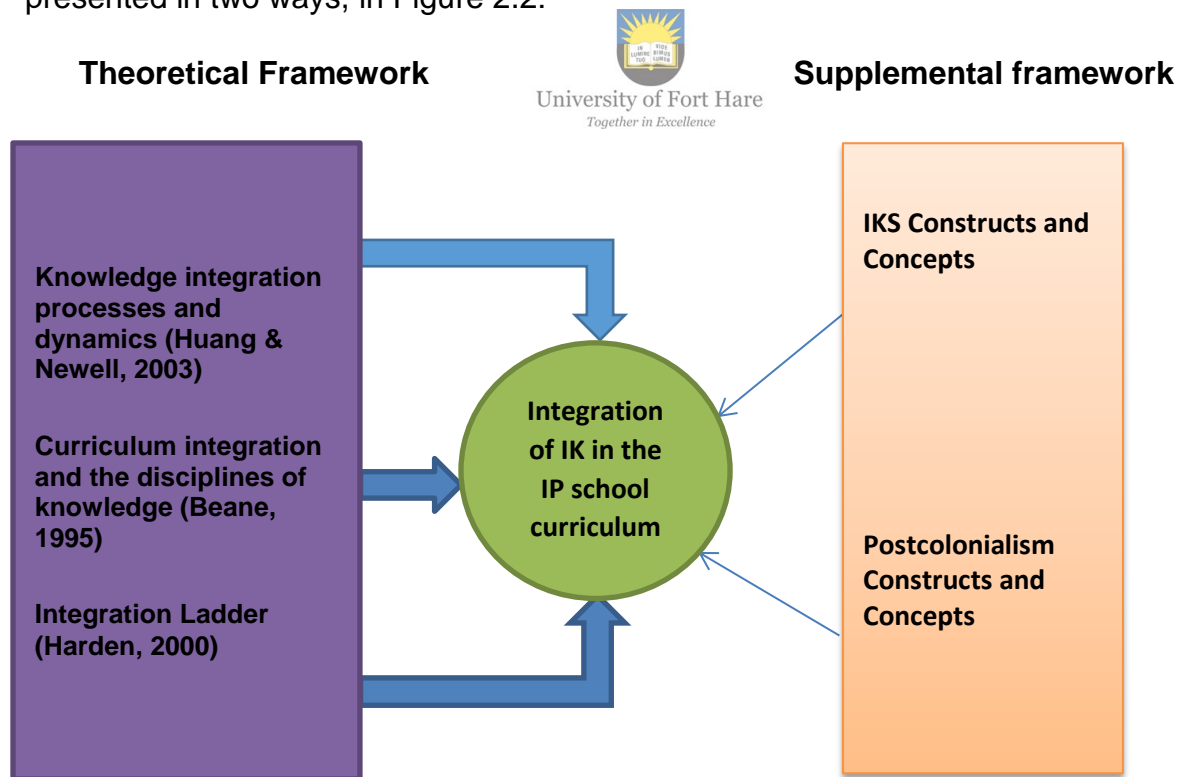 presented in two ways, in Figure 2.2.
Theoretical Framework
IN
LUMINE
TUO
VIDE
BIMUS
LUMEN
University of Fort Hare
Together in Excellence
Supplemental framework
Knowledge integration
processes and
dynamics (Huang &
Newell, 2003)
Curriculum integration
and the disciplines of
knowledge (Beane,
1995)
Integration Ladder
(Harden, 2000)
Integration
of IK in the
IP school
curriculum
IKS Constructs and
Concepts
Postcolonialism
Constructs and
Concepts